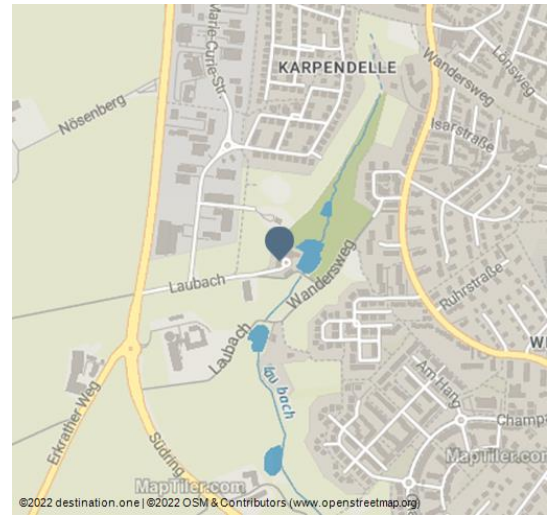 Marie-Curie-Str.
KARPENDELLE
Wandersweg
Lönsweg
Nösenberg
Isarstraße
Laubach
Wandersweg
Ruhrstraße
Laubach
lau bach
W
Am Hang
Erkrather Weg
Südring
Champa
MapTiler.com
MapTiler.com
©2022 destination.one | ©2022 OSM & Contributors (www.openstreetmap.org)